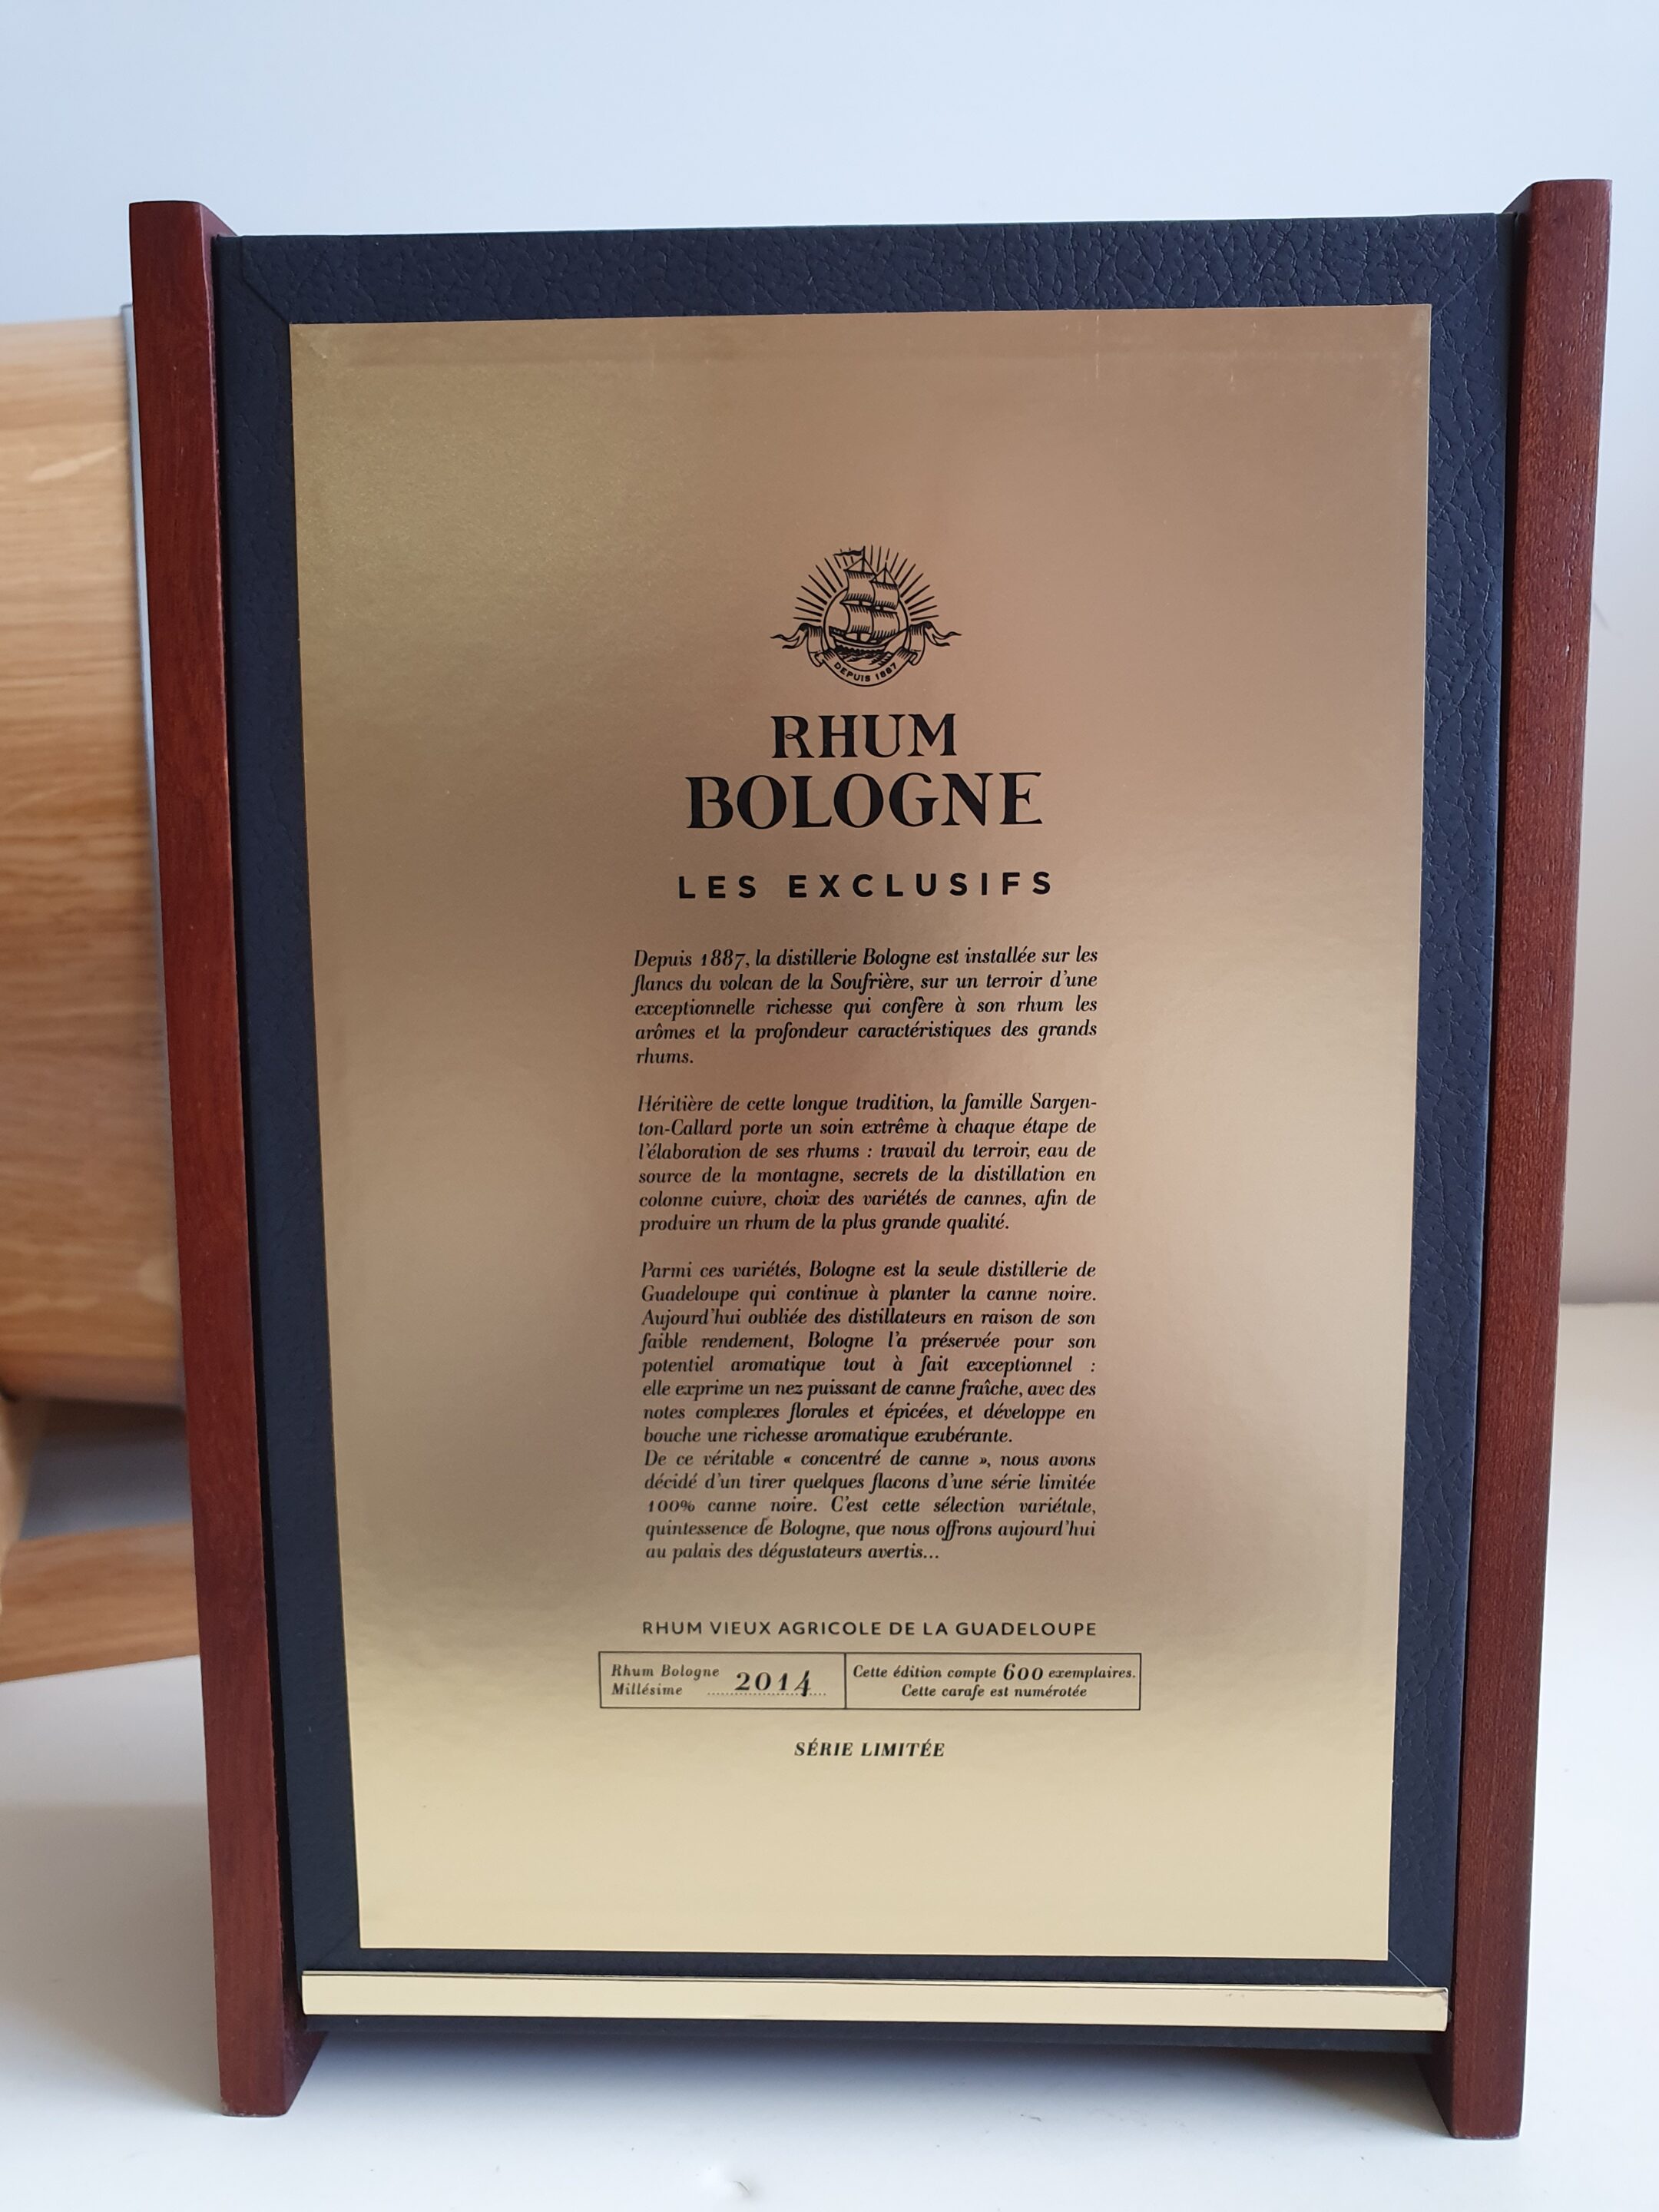 DEPUIS 1887
RHUM
BOLOGNE
LES EXCLUSIFS
Depuis 1887, la distillerie Bologne est installée sur les
flancs du volcan de la Soufrière, sur un terroir d'une
exceptionnelle richesse qui confère à son rhum les
arômes et la profondeur caractéristiques des grands
rhums.
Héritière de cette longue tradition, la famille Sargen-
ton-Callard porte un soin extrême à chaque étape de
l'élaboration de ses rhums : travail du terroir, eau de
source de la montagne, secrets de la distillation en
colonne cuivre, choix des variétés de cannes, afin de
produire un rhum de la plus grande qualité.
Parmi ces variétés, Bologne est la seule distillerie de
Guadeloupe qui continue à planter la canne noire.
Aujourd'hui oubliée des distillateurs en raison de son
faible rendement, Bologne l'a préservée pour son
potentiel aromatique tout à fait exceptionnel :
elle exprime un nez puissant de canne fraîche, avec des
notes complexes florales et épicées, et développe en
bouche une richesse aromatique exubérante.
De ce véritable « concentré de canne », nous avons
décidé d'un tirer quelques flacons d'une série limitée
100% canne noire. C'est cette sélection variétale,
quintessence de Bologne, que nous offrons aujourd'hui
au palais des dégustateurs avertis...
RHUM VIEUX AGRICOLE DE LA GUADELOUPE
Rhum Bologne
Millésime 2014
Cette édition compte 600 exemplaires.
Cette carafe est numérotée
SÉRIE LIMITÉE